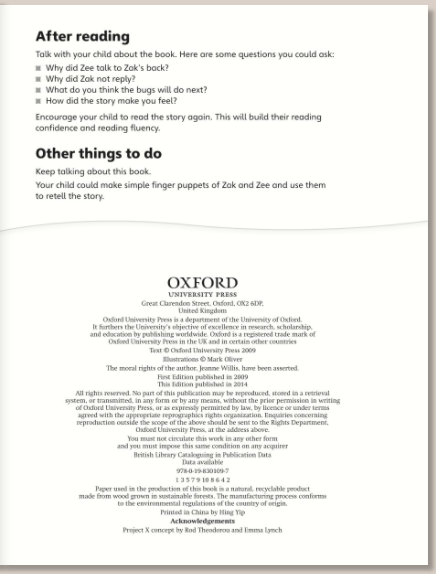 After reading
Talk with your child about the book. Here are some questions you could ask:
■ Why did Zee talk to Zak's back?
■ Why did Zak not reply?
■ What do you think the bugs will do next?
■ How did the story make you feel?
Encourage your child to read the story again. This will build their reading
confidence and reading fluency.
Other things to do
Keep talking about this book.
Your child could make simple finger puppets of Zak and Zee and use them
to retell the story.
OXFORD
UNIVERSITY PRESS
Great Clarendon Street, Oxford, OX2 6DP,
United Kingdom
Oxford University Press is a department of the University of Oxford.
It furthers the University's objective of excellence in research, scholarship,
and education by publishing worldwide. Oxford is a registered trade mark of
Oxford University Press in the UK and in certain other countries
Text © Oxford University Press 2009
Illustrations © Mark Oliver
The moral rights of the author, Jeanne Willis, have been asserted.
First Edition published in 2009
This Edition published in 2014
All rights reserved. No part of this publication may be reproduced, stored in a retrieval
system, or transmitted, in any form or by any means, without the prior permission in writing
of Oxford University Press, or as expressly permitted by law, by licence or under terms
agreed with the appropriate reprographics rights organization. Enquiries concerning
reproduction outside the scope of the above should be sent to the Rights Department,
Oxford University Press, at the address above.
You must not circulate this work in any other form
and you must impose this same condition on any acquirer
British Library Cataloguing in Publication Data
Data available
978-0-19-830109-7
1 3 5 7 9 10 8 6 4 2
Paper used in the production of this book is a natural, recyclable product
made from wood grown in sustainable forests. The manufacturing process conforms
to the environmental regulations of the country of origin.
Printed in China by Hing Yip
Acknowledgements
Project X concept by Rod Theodorou and Emma Lynch